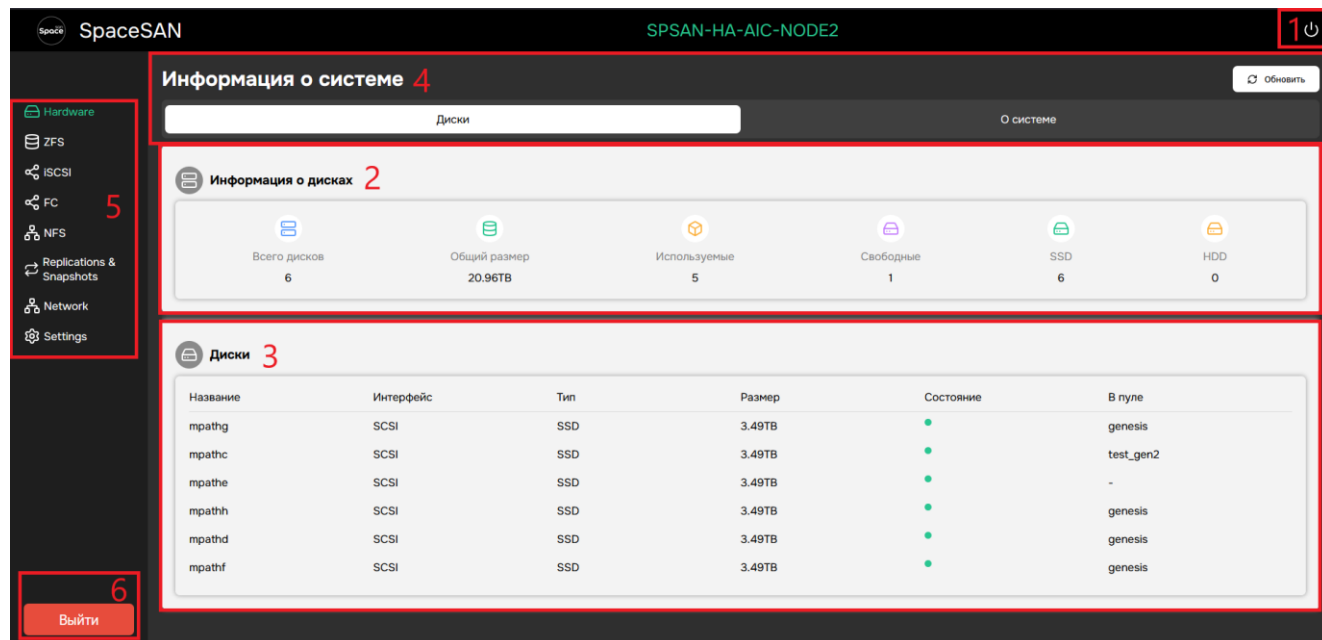 Space SpaceSAN SPSAN-HA-AIC-NODE2 1
Информация о системе 4 Обновить
Диски О системе
Hardware
ZFS
iSCSI
FC
5
NFS
Replications &
Snapshots
Network
Settings
6
Выйти
Информация о дисках 2
Всего дисков Общий размер Используемые Свободные SSD HDD
6 20.96TB 5 1 6 0
Диски 3
Название Интерфейс Тип Размер Состояние В пуле
mpathg SCSI SSD 3.49TB genesis
mpathc SCSI SSD 3.49TB test_gen2
mpathe SCSI SSD 3.49TB -
mpathh SCSI SSD 3.49TB genesis
mpathd SCSI SSD 3.49TB genesis
mpathf SCSI SSD 3.49TB genesis